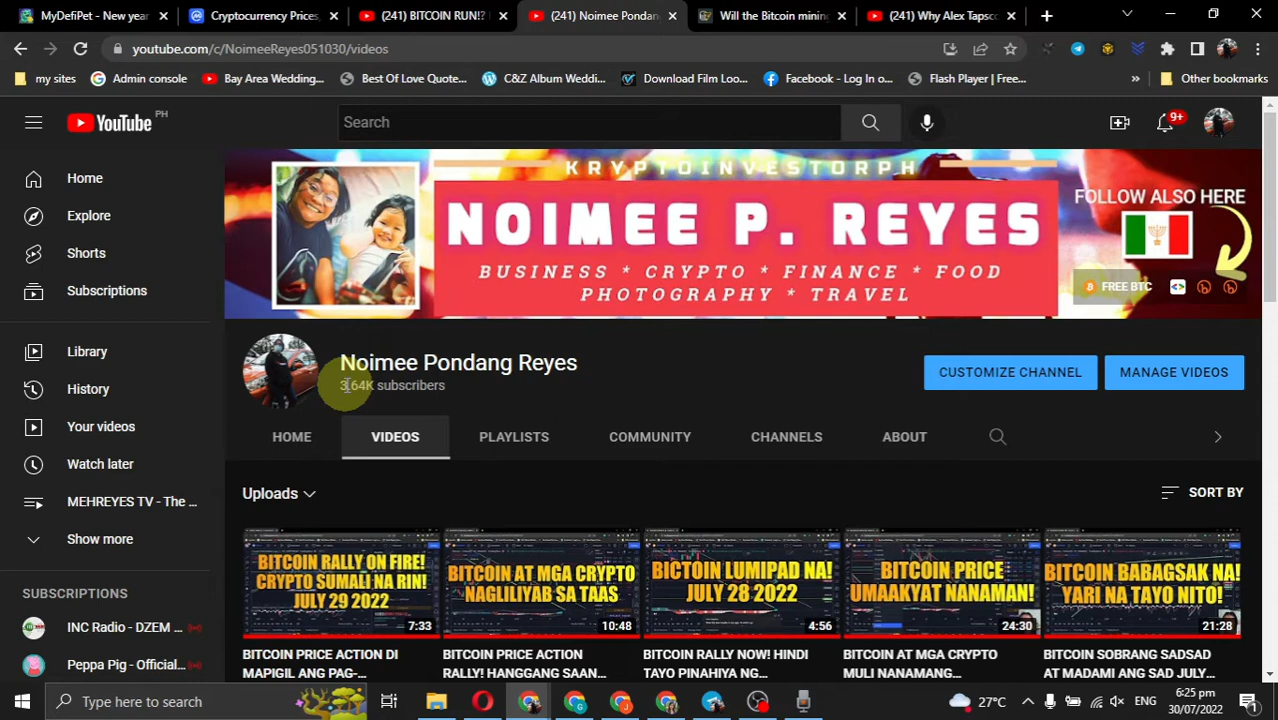 MyDefiPet - New year
Cryptocurrency Prices,
(241) BITCOIN RUN!?
(241) Noimee Pondang
Will the Bitcoin mining
(241) Why Alex Tapsco
youtube.com/c/NoimeeReyes051030/videos
my sites
Admin console
Bay Area Wedding...
Best Of Love Quote...
C&Z Album Wedding...
Download Film Loo...
Facebook - Log In o...
Flash Player | Free...
»
Other bookmarks
YouTube PH
Search
9+
Home
Explore
Shorts
Subscriptions
Library
History
Your videos
Watch later
MEHREYES TV - The ...
Show more
SUBSCRIPTIONS
INC Radio - DZEM ...
Peppa Pig - Official...
KRYPTOINVESTORPH
NOIMEE P. REYES
BUSINESS * CRYPTO * FINANCE * FOOD
PHOTOGRAPHY * TRAVEL
FOLLOW ALSO HERE
FREE BTC
Noimee Pondang Reyes
3.64K subscribers
CUSTOMIZE CHANNEL
MANAGE VIDEOS
HOME
VIDEOS
PLAYLISTS
COMMUNITY
CHANNELS
ABOUT
Uploads
SORT BY
BITCOIN RALLY ON FIRE!
CRYPTO SUMALI NA RIN!
JULY 29 2022
7:33
BITCOIN AT MGA CRYPTO
NAGLILIYAB SA TAAS
10:48
BICTOIN LUMIPAD NA!
JULY 28 2022
4:56
BITCOIN PRICE
UMAAKYAT NANAMAN!
24:30
BITCOIN BABAGSAK NA!
YARI NA TAYO NITO!
21:28
BITCOIN PRICE ACTION DI
MAPIGIL ANG PAG-
BITCOIN PRICE ACTION
RALLY! HANGGANG SAAN
BITCOIN RALLY NOW! HINDI
TAYO PINAHIYA NG...
BITCOIN AT MGA CRYPTO
MULI NANAMAN...
BITCOIN SOBRANG SADSAD
AT MADAMI ANG SAD JULY
Type here to search
27°C
ENG
6:25 pm
30/07/2022
1